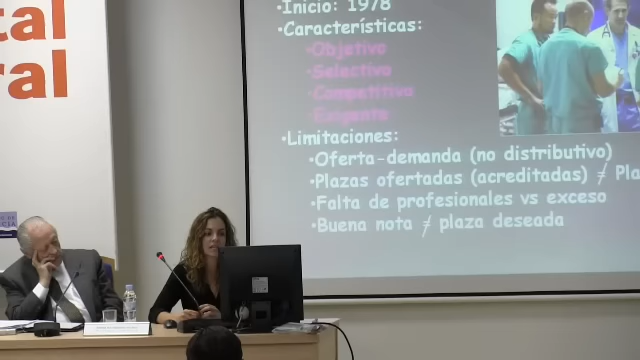 tal
ral
•Inicio: 1978
•Características:
•Objetivo
•Selectivo
•Competitivo
•Exigente
•Limitaciones:
•Oferta-demanda (no distributivo)
•Plazas ofertadas (acreditadas) ≠ Pla
•Falta de profesionales vs exceso
•Buena nota ≠ plaza deseada